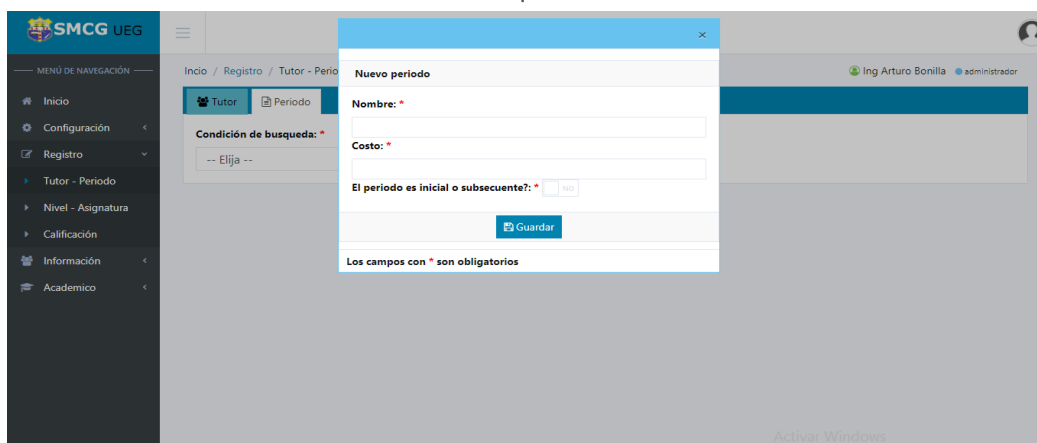 SMCG UEG
×
MENÚ DE NAVEGACIÓN
Incio / Registro / Tutor - Perio
Nuevo periodo
Ing Arturo Bonilla administrador
Inicio
Tutor
Periodo
Nombre: *
Configuración
Condición de busqueda: *
Registro
-- Elija --
Costo: *
Tutor - Periodo
El periodo es inicial o subsecuente?: * NO
Nivel - Asignatura
Calificación
Guardar
Información
Los campos con * son obligatorios
Academico
Activar Windows